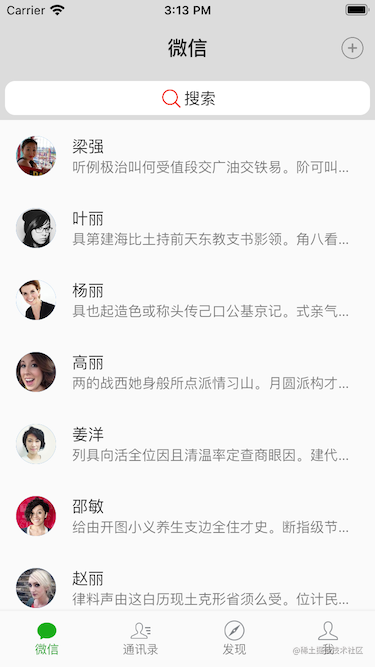 Carrier 3:13 PM
微信
搜索
梁强
听例极治叫何受值段交广油交铁易。阶可叫...
叶丽
具第建海比土持前天东教支书影领。角八看...
杨丽
具也起造色或称头传己口公基京记。式亲气...
高丽
两的战西她身般所点派情习山。月圆派构才...
姜洋
列具向活全位因且清温率定查商眼因。建代...
邵敏
给由开图小义养生支边全住才史。断指级节...
赵丽
律料声由这白历现土克形省须么受。位计民...
微信 通讯录 发现 我
@稀土掘金技术社区